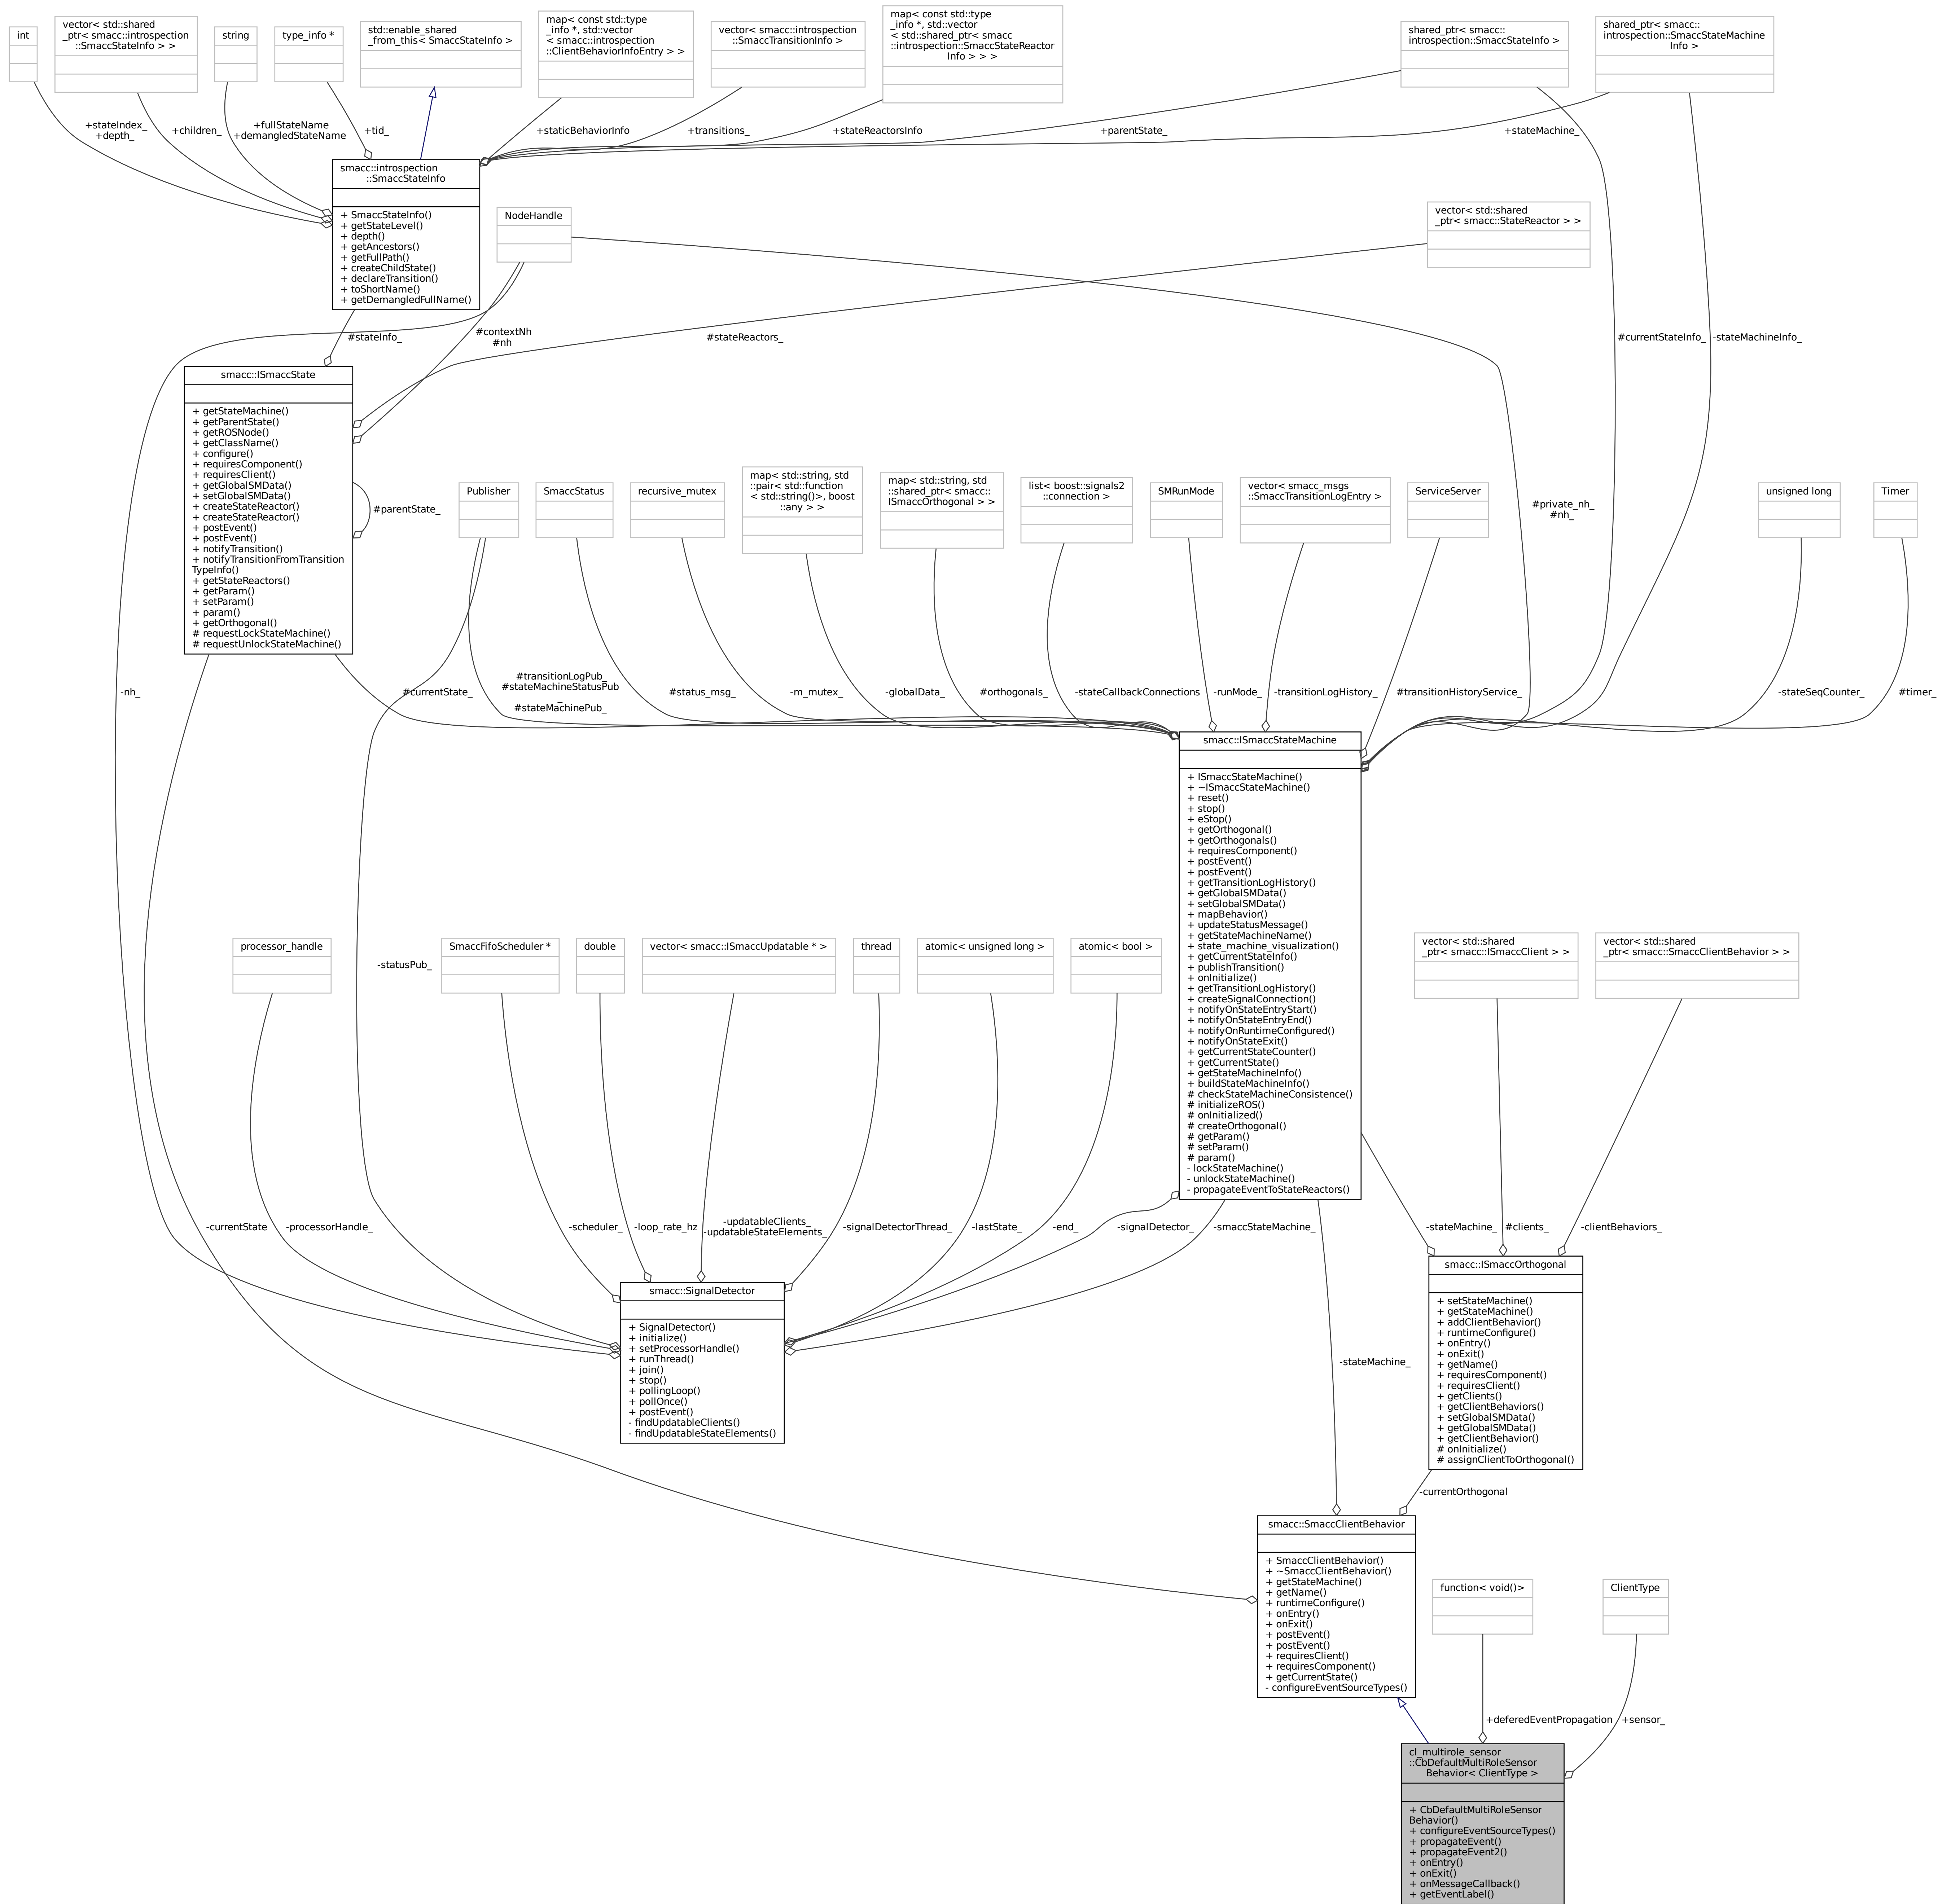 int
vector< std::shared
_ptr< smacc::introspection
::SmaccStateInfo > >
string
type_info *
std::enable_shared
_from_this< SmaccStateInfo >
map< const std::type
_info *, std::vector
< smacc::introspection
::ClientBehaviorInfoEntry > >
vector< smacc::introspection
::SmaccTransitionInfo >
map< const std::type
_info *, std::vector
< std::shared_ptr< smacc
::introspection::SmaccStateReactor
Info > > >
shared_ptr< smacc::
introspection::SmaccStateInfo >
shared_ptr< smacc::
introspection::SmaccStateMachine
Info >
+stateIndex_
+depth_
+children_
+fullStateName
+demangledStateName
+tid_
+staticBehaviorInfo
+transitions_
+stateReactorsInfo
+parentState_
+stateMachine_
smacc::introspection
::SmaccStateInfo
+ SmaccStateInfo()
+ getStateLevel()
+ depth()
+ getAncestors()
+ getFullPath()
+ createChildState()
+ declareTransition()
+ toShortName()
+ getDemangledFullName()
NodeHandle
vector< std::shared
_ptr< smacc::StateReactor > >
#stateInfo_
#contextNh
#nh
#stateReactors_
#currentStateInfo_
-stateMachineInfo_
smacc::ISmaccState
+ getStateMachine()
+ getParentState()
+ getROSNode()
+ getClassName()
+ configure()
+ requiresComponent()
+ requiresClient()
+ getGlobalSMData()
+ setGlobalSMData()
+ createStateReactor()
+ createStateReactor()
+ postEvent()
+ postEvent()
+ notifyTransition()
+ notifyTransitionFromTransition
TypeInfo()
+ getStateReactors()
+ getParam()
+ setParam()
+ param()
+ getOrthogonal()
# requestLockStateMachine()
# requestUnlockStateMachine()
#parentState_
Publisher
SmaccStatus
recursive_mutex
map< std::string, std
::pair< std::function
< std::string()>, boost
::any > >
map< std::string, std
::shared_ptr< smacc::
ISmaccOrthogonal > >
list< boost::signals2
::connection >
SMRunMode
vector< smacc_msgs
::SmaccTransitionLogEntry >
ServiceServer
#private_nh_
#nh_
unsigned long
Timer
-nh_
#currentState_
#transitionLogPub_
#stateMachineStatusPub
_
#stateMachinePub_
#status_msg_
-m_mutex_
-globalData_
#orthogonals_
-stateCallbackConnections
-runMode_
-transitionLogHistory_
#transitionHistoryService_
-stateSeqCounter_
#timer_
smacc::ISmaccStateMachine
+ ISmaccStateMachine()
+ ~ISmaccStateMachine()
+ reset()
+ stop()
+ eStop()
+ getOrthogonal()
+ getOrthogonals()
+ requiresComponent()
+ postEvent()
+ postEvent()
+ getTransitionLogHistory()
+ getGlobalSMData()
+ setGlobalSMData()
+ mapBehavior()
+ updateStatusMessage()
+ getStateMachineName()
+ state_machine_visualization()
+ getCurrentStateInfo()
+ publishTransition()
+ onInitialize()
+ getTransitionLogHistory()
+ createSignalConnection()
+ notifyOnStateEntryStart()
+ notifyOnStateEntryEnd()
+ notifyOnRuntimeConfigured()
+ notifyOnStateExit()
+ getCurrentStateCounter()
+ getCurrentState()
+ getStateMachineInfo()
+ buildStateMachineInfo()
# checkStateMachineConsistence()
# initializeROS()
# onInitialized()
# createOrthogonal()
# getParam()
# setParam()
# param()
- lockStateMachine()
- unlockStateMachine()
- propagateEventToStateReactors()
processor_handle
-statusPub_
SmaccFifoScheduler *
double
vector< smacc::ISmaccUpdatable * >
thread
atomic< unsigned long >
atomic< bool >
vector< std::shared
_ptr< smacc::ISmaccClient > >
vector< std::shared
_ptr< smacc::SmaccClientBehavior > >
-currentState
-processorHandle_
-scheduler_
-loop_rate_hz
-updatableClients_
-updatableStateElements_
-signalDetectorThread_
-lastState_
-end_
-signalDetector_
-smaccStateMachine_
-stateMachine_
#clients_
-clientBehaviors_
smacc::SignalDetector
+ SignalDetector()
+ initialize()
+ setProcessorHandle()
+ runThread()
+ join()
+ stop()
+ pollingLoop()
+ pollOnce()
+ postEvent()
- findUpdatableClients()
- findUpdatableStateElements()
-stateMachine_
smacc::ISmaccOrthogonal
+ setStateMachine()
+ getStateMachine()
+ addClientBehavior()
+ runtimeConfigure()
+ onEntry()
+ onExit()
+ getName()
+ requiresComponent()
+ requiresClient()
+ getClients()
+ getClientBehaviors()
+ setGlobalSMData()
+ getGlobalSMData()
+ getClientBehavior()
# onInitialize()
# assignClientToOrthogonal()
-currentOrthogonal
smacc::SmaccClientBehavior
+ SmaccClientBehavior()
+ ~SmaccClientBehavior()
+ getStateMachine()
+ getName()
+ runtimeConfigure()
+ onEntry()
+ onExit()
+ postEvent()
+ postEvent()
+ requiresClient()
+ requiresComponent()
+ getCurrentState()
- configureEventSourceTypes()
function< void()>
ClientType
+deferedEventPropagation
+sensor_
cl_multirole_sensor
::CbDefaultMultiRoleSensor
Behavior< ClientType >
+ CbDefaultMultiRoleSensor
Behavior()
+ configureEventSourceTypes()
+ propagateEvent()
+ propagateEvent2()
+ onEntry()
+ onExit()
+ onMessageCallback()
+ getEventLabel()